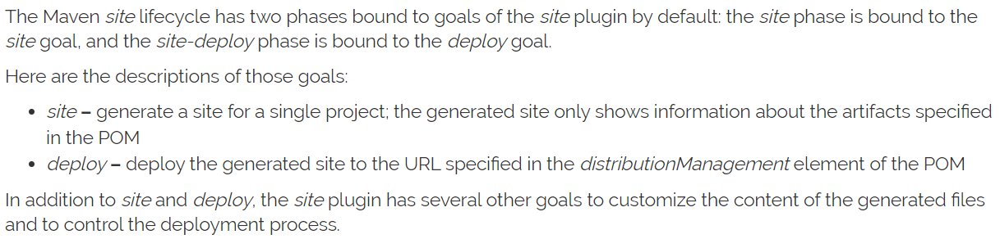 The Maven site lifecycle has two phases bound to goals of the site plugin by default: the site phase is bound to the
site goal, and the site-deploy phase is bound to the deploy goal.
Here are the descriptions of those goals:
• site – generate a site for a single project; the generated site only shows information about the artifacts specified
in the POM
• deploy – deploy the generated site to the URL specified in the distributionManagement element of the POM
In addition to site and deploy, the site plugin has several other goals to customize the content of the generated files
and to control the deployment process.